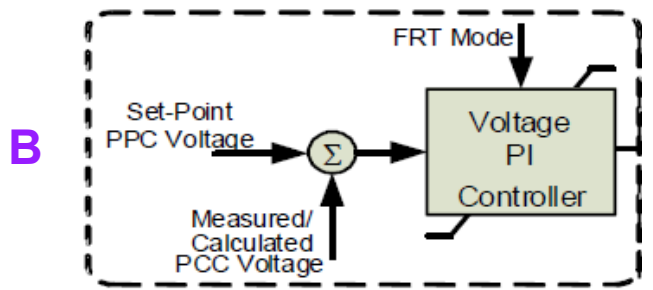 FRT Mode
B
Set-Point
PPC Voltage
Σ
Voltage
PI
Controller
Measured/
Calculated
PCC Voltage